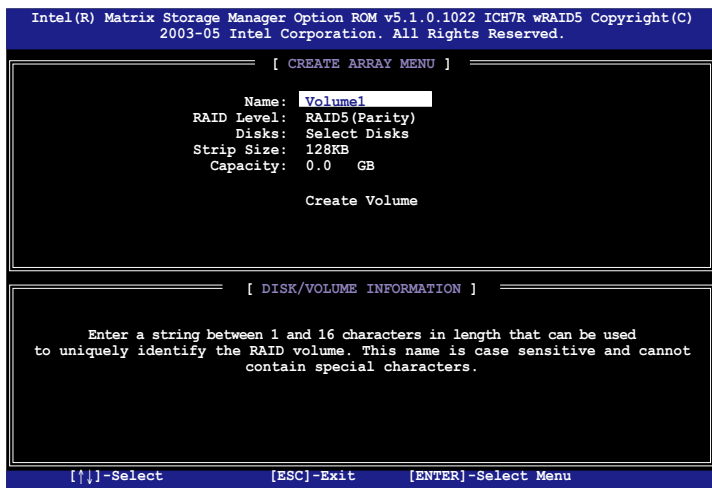 Intel(R) Matrix Storage Manager Option ROM v5.1.0.1022 ICH7R wRAID5 Copyright(C)
2003-05 Intel Corporation. All Rights Reserved.
[ CREATE ARRAY MENU ]
Name: Volume1
RAID Level: RAID5(Parity)
Disks: Select Disks
Strip Size: 128KB
Capacity: 0.0 GB
Create Volume
[ DISK/VOLUME INFORMATION ]
Enter a string between 1 and 16 characters in length that can be used
to uniquely identify the RAID volume. This name is case sensitive and cannot
contain special characters.
[↑↓]-Select [ESC]-Exit [ENTER]-Select Menu